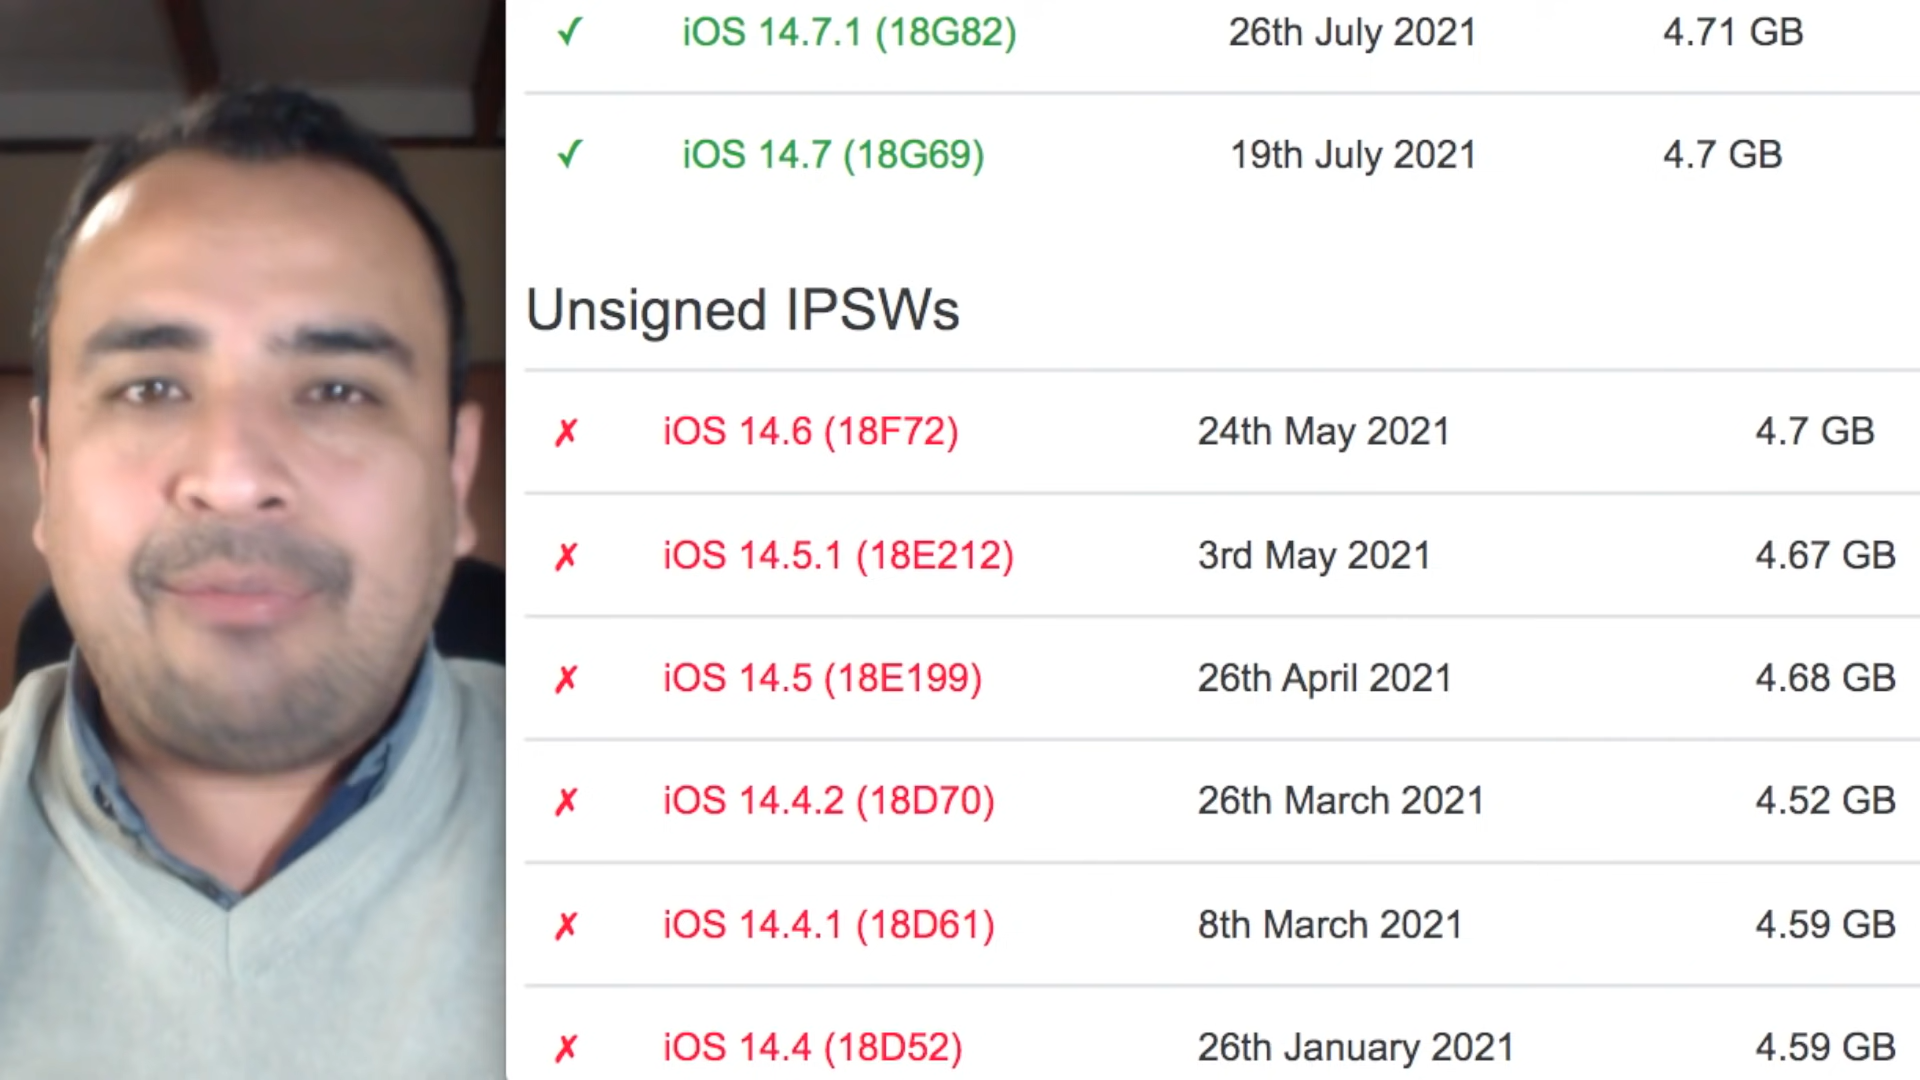 ✓ iOS 14.7.1 (18G82) 26th July 2021 4.71 GB
✓ iOS 14.7 (18G69) 19th July 2021 4.7 GB
Unsigned IPSWs
✗ iOS 14.6 (18F72) 24th May 2021 4.7 GB
✗ iOS 14.5.1 (18E212) 3rd May 2021 4.67 GB
✗ iOS 14.5 (18E199) 26th April 2021 4.68 GB
✗ iOS 14.4.2 (18D70) 26th March 2021 4.52 GB
✗ iOS 14.4.1 (18D61) 8th March 2021 4.59 GB
✗ iOS 14.4 (18D52) 26th January 2021 4.59 GB